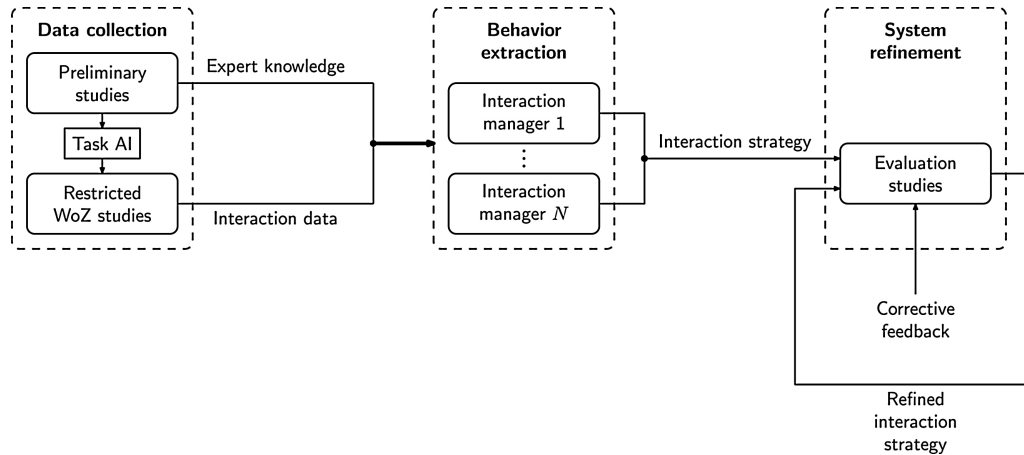 Data collection
Preliminary
studies
Task AI
Restricted
WoZ studies
Expert knowledge
Interaction data
Behavior
extraction
Interaction
manager 1
⋮
Interaction
manager N
Interaction strategy
System
refinement
Evaluation
studies
Corrective
feedback
Refined
interaction
strategy